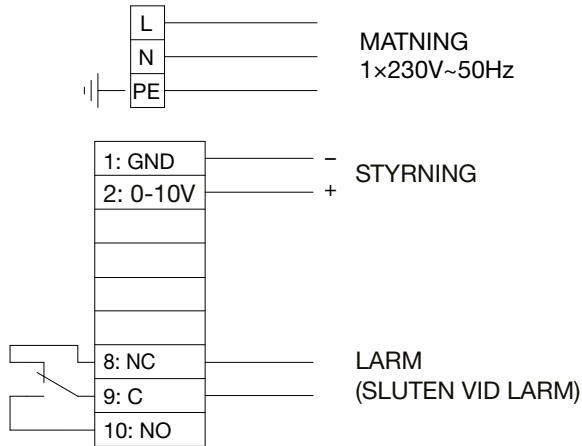 L
N
PE
MATNING
1×230V~50Hz
1: GND
2: 0-10V
–
+
STYRNING
8: NC
9: C
10: NO
LARM
(SLUTEN VID LARM)